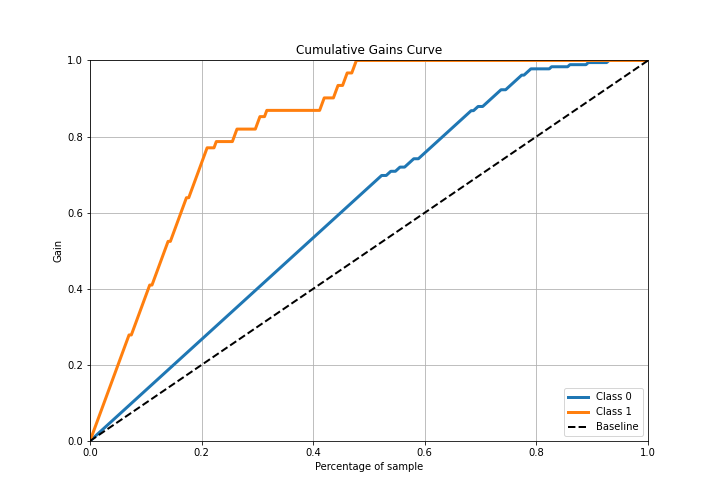 Cumulative Gains Curve
1.0
0.8
0.6
0.4
0.2
0.0
Gain
0.0 0.2 0.4 0.6 0.8 1.0
Percentage of sample
Class 0
Class 1
Baseline